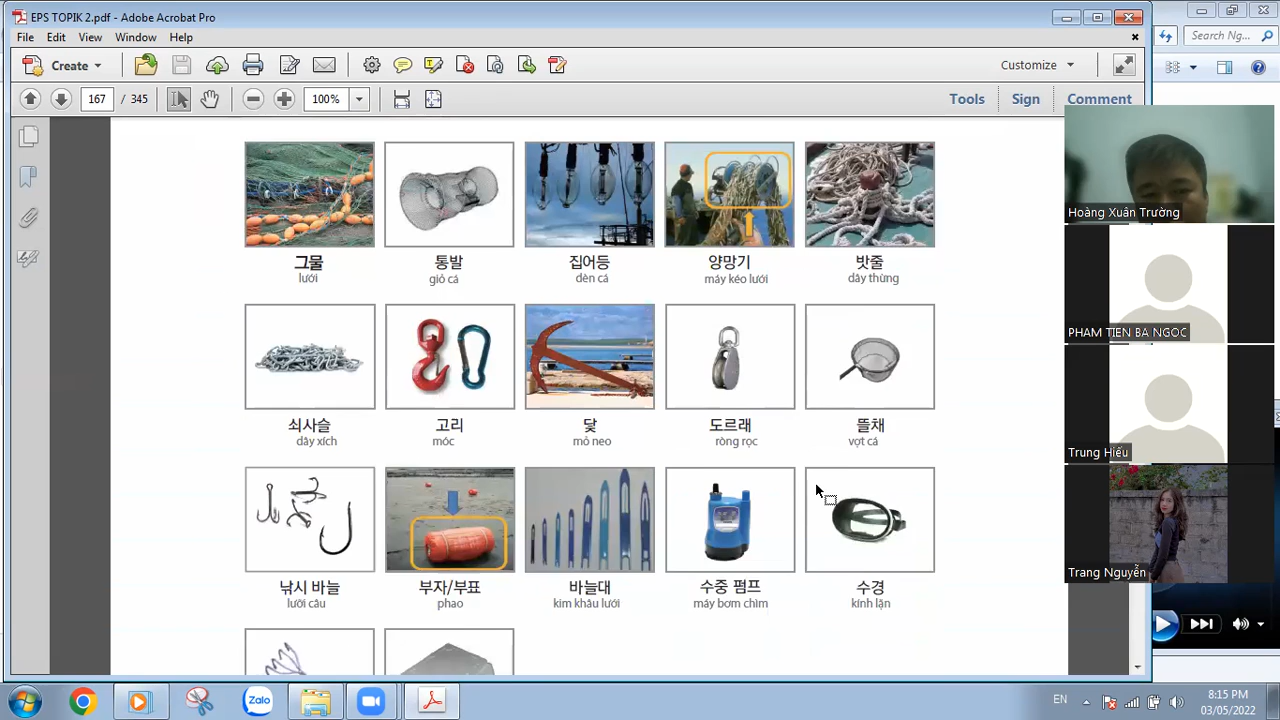 EPS TOPIK 2.pdf - Adobe Acrobat Pro
File Edit View Window Help
Create
Customize
167 / 345 100% Tools Sign Comment
Search Ng...
그물 통발 집어등 양망기 밧줄
lưới giỏ cá đèn cá máy kéo lưới dây thừng
쇠사슬 고리 닻 도르래 뜰채
dây xích móc mỏ neo ròng rọc vợt cá
낚시 바늘 부자/부표 바늘대 수중 펌프 수경
lưỡi câu phao kim khâu lưới máy bơm chìm kính lặn
Hoàng Xuân Trường
PHAM TIEN BA NGOC
Trung Hiếu
Trang Nguyễn
Zalo
EN
8:15 PM
03/05/2022